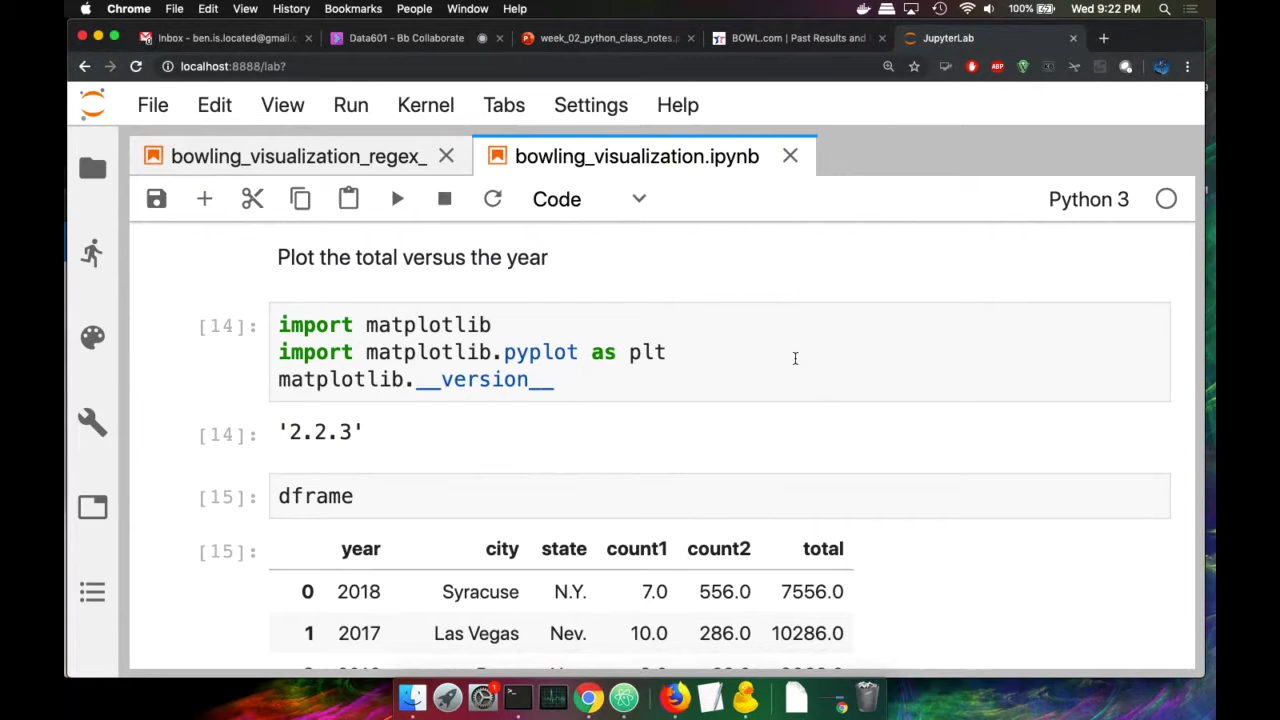 Chrome File Edit View History Bookmarks People Window Help 100% Wed 9:22 PM
Inbox - ben.is.located@gmail.c Data601 - Bb Collaborate week_02_python_class_notes.p BOWL.com | Past Results and JupyterLab
localhost:8888/lab? ABP
File Edit View Run Kernel Tabs Settings Help
bowling_visualization_regex_ bowling_visualization.ipynb
Code Python 3
Plot the total versus the year
[14]: import matplotlib
import matplotlib.pyplot as plt
matplotlib.__version__
[14]: '2.2.3'
[15]: dframe
[15]: year city state count1 count2 total
0 2018 Syracuse N.Y. 7.0 556.0 7556.0
1 2017 Las Vegas Nev. 10.0 286.0 10286.0